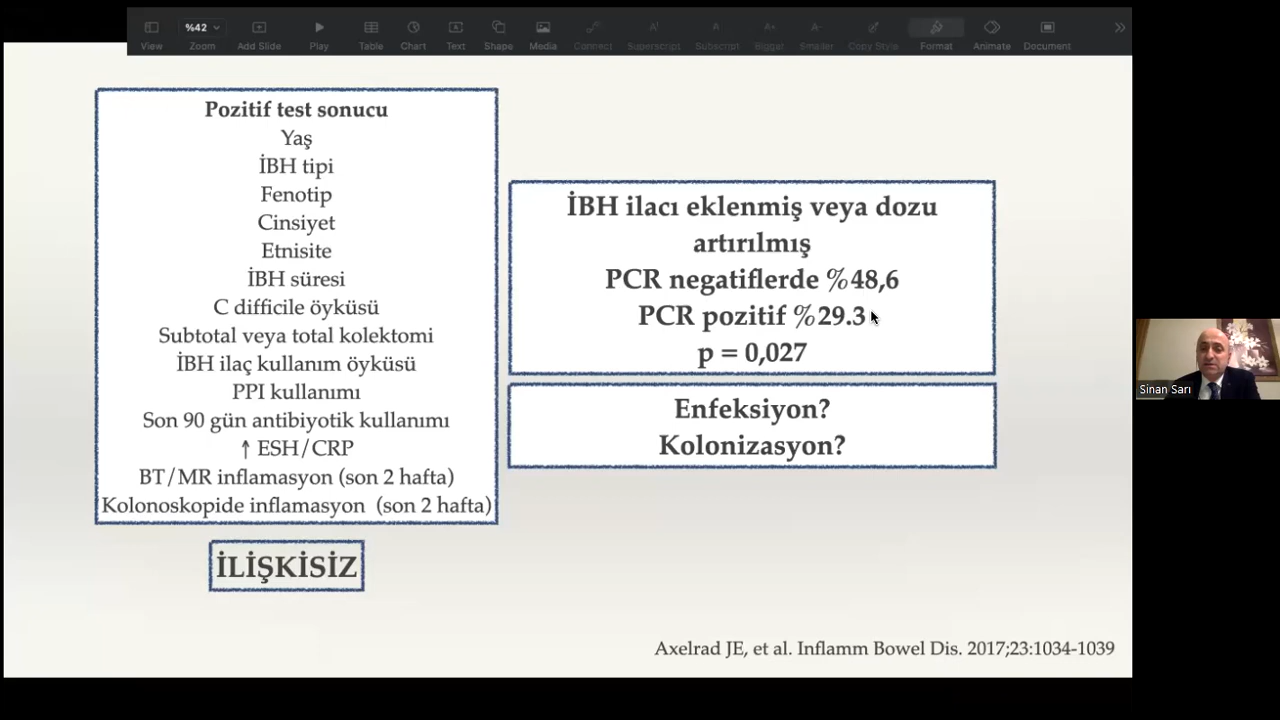 %42
View
Zoom
Add Slide
Play
Table
Chart
Text
Shape
Media
Connect
Superscript
Subscript
Bigger
Smaller
Copy Style
Format
Animate
Document
Pozitif test sonucu
Yaş
İBH tipi
Fenotip
Cinsiyet
Etnisite
İBH süresi
C difficile öyküsü
Subtotal veya total kolektomi
İBH ilaç kullanım öyküsü
PPI kullanımı
Son 90 gün antibiyotik kullanımı
↑ ESH/CRP
BT/MR inflamasyon (son 2 hafta)
Kolonoskopide inflamasyon (son 2 hafta)
İLİŞKİSİZ
İBH ilacı eklenmiş veya dozu
artırılmış
PCR negatiflerde %48,6
PCR pozitif %29.3
p = 0,027
Enfeksiyon?
Kolonizasyon?
Axelrad JE, et al. Inflamm Bowel Dis. 2017;23:1034-1039
Sinan Sarı